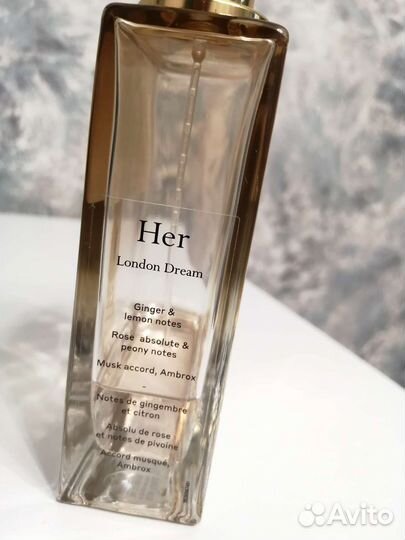 Her
London Dream
Ginger &
lemon notes
Rose absolute &
peony notes
Musk accord, Ambrox
-
Notes de gingembre
et citron
Absolu de rose
et notes de pivoine
Accord musqué,
Ambrox
Avito